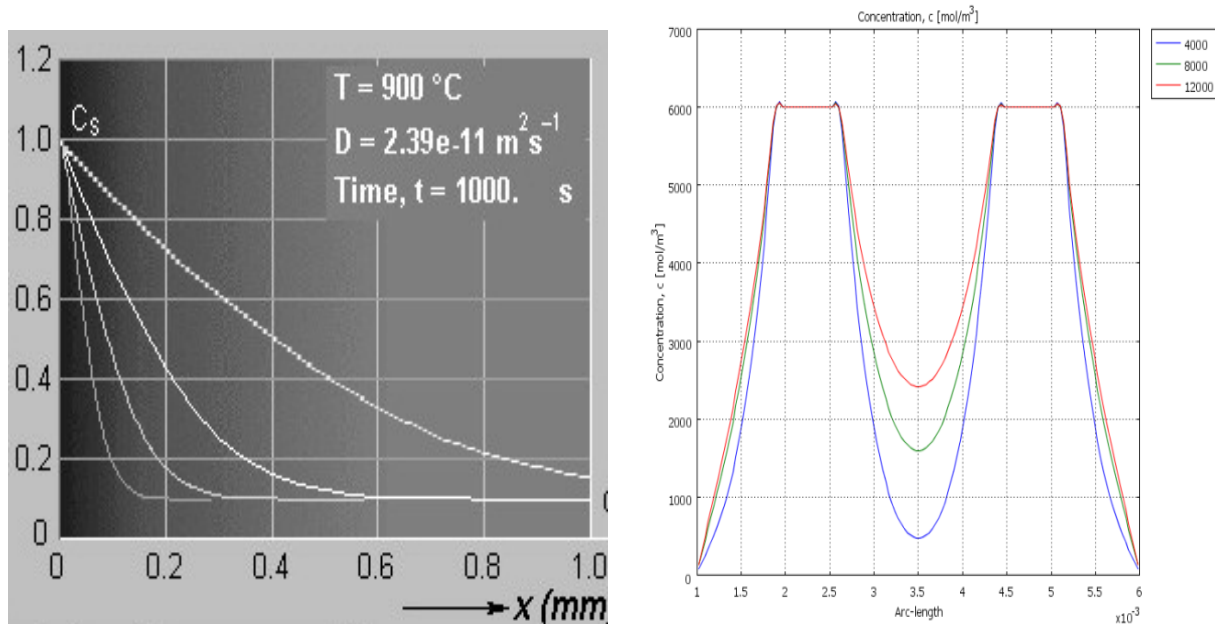 1.2
1.0
0.8
0.6
0.4
0.2
0
Cs
T = 900 °C
D = 2.39e-11 m² s⁻¹
Time, t = 1000. s
0 0.2 0.4 0.6 0.8 1.0
x (mm
Concentration, c [mol/m³]
7000
6000
5000
4000
3000
2000
1000
0
Concentration, c [mol/m³]
1 1.5 2 2.5 3 3.5 4 4.5 5 5.5 6
Arc-length
×10⁻³
4000
8000
12000